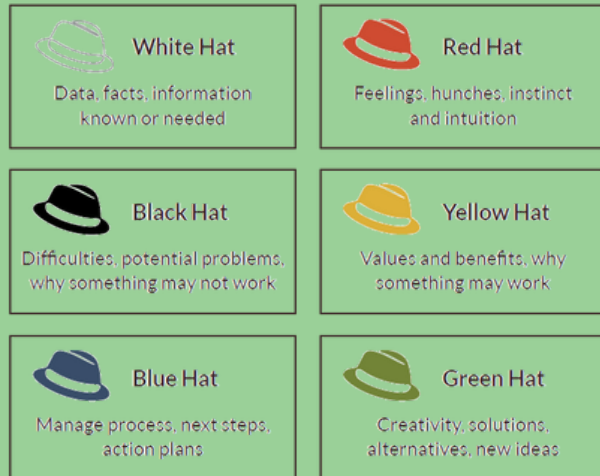 White Hat
Data, facts, information
known or needed
Red Hat
Feelings, hunches, instinct
and intuition
Black Hat
Difficulties, potential problems,
why something may not work
Yellow Hat
Values and benefits, why
something may work
Blue Hat
Manage process, next steps,
action plans
Green Hat
Creativity, solutions,
alternatives, new ideas